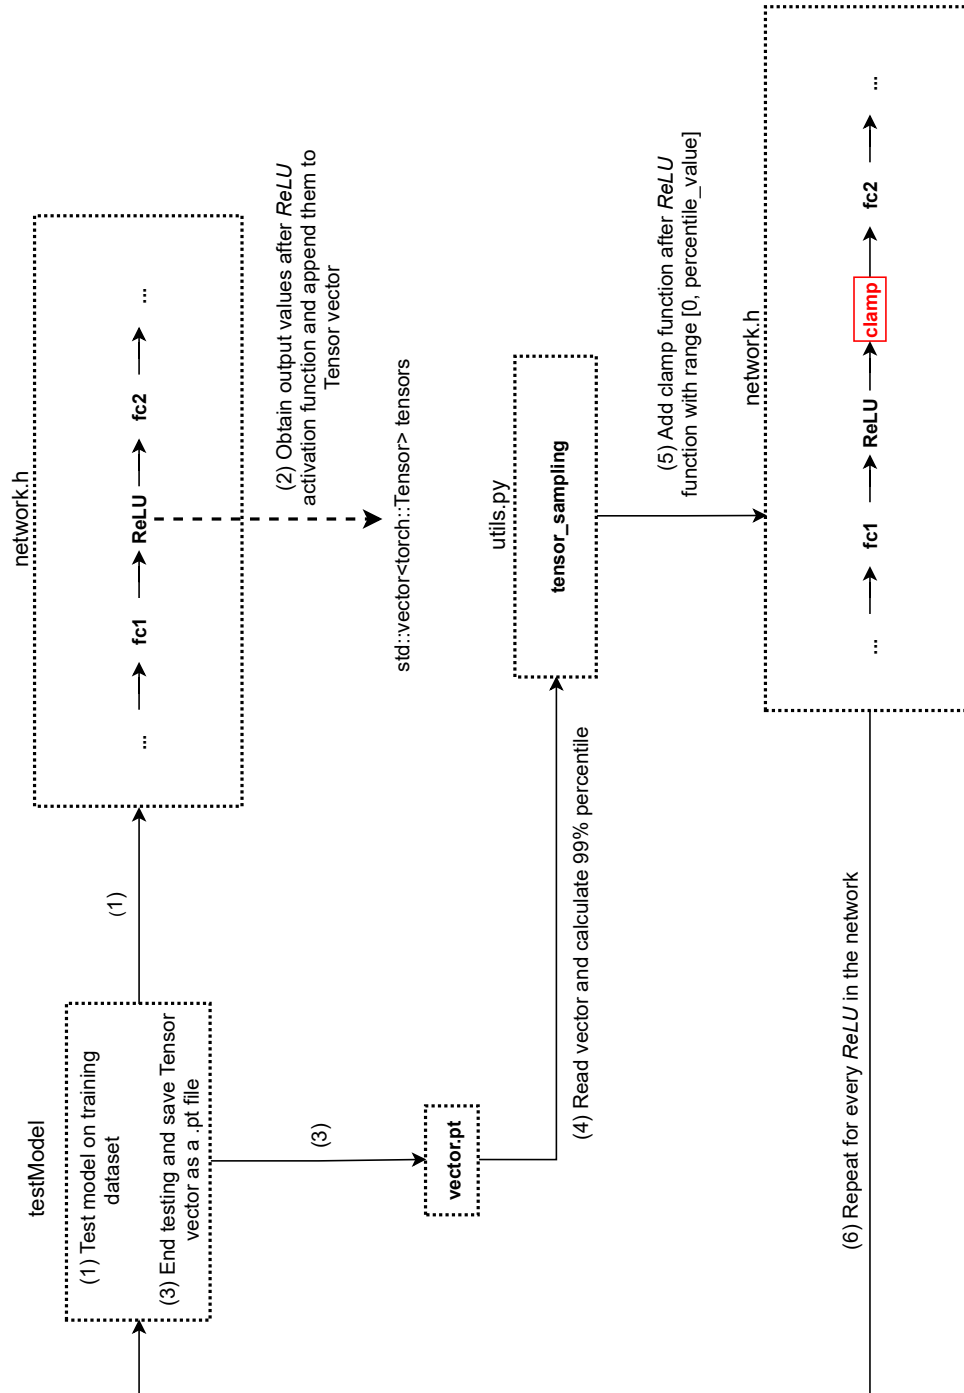 testModel
(1) Test model on training
dataset
(3) End testing and save Tensor
vector as a .pt file
(1)
network.h
...
fc1
ReLU
fc2
...
(2) Obtain output values after ReLU
activation function and append them to
Tensor vector
std::vector<torch::Tensor> tensors
(3)
vector.pt
(4) Read vector and calculate 99% percentile
utils.py
tensor_sampling
(5) Add clamp function after ReLU
function with range [0, percentile_value]
network.h
...
fc1
ReLU
clamp
fc2
...
(6) Repeat for every ReLU in the network